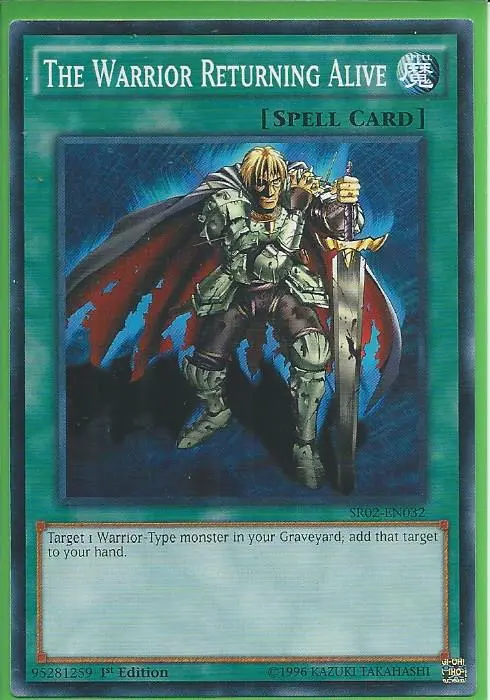 THE WARRIOR RETURNING ALIVE 魔
[SPELL CARD]
SR02-EN032
Target 1 Warrior-Type monster in your Graveyard; add that target
to your hand.
95281259 1st Edition ©1996 KAZUKI TAKAHASHI